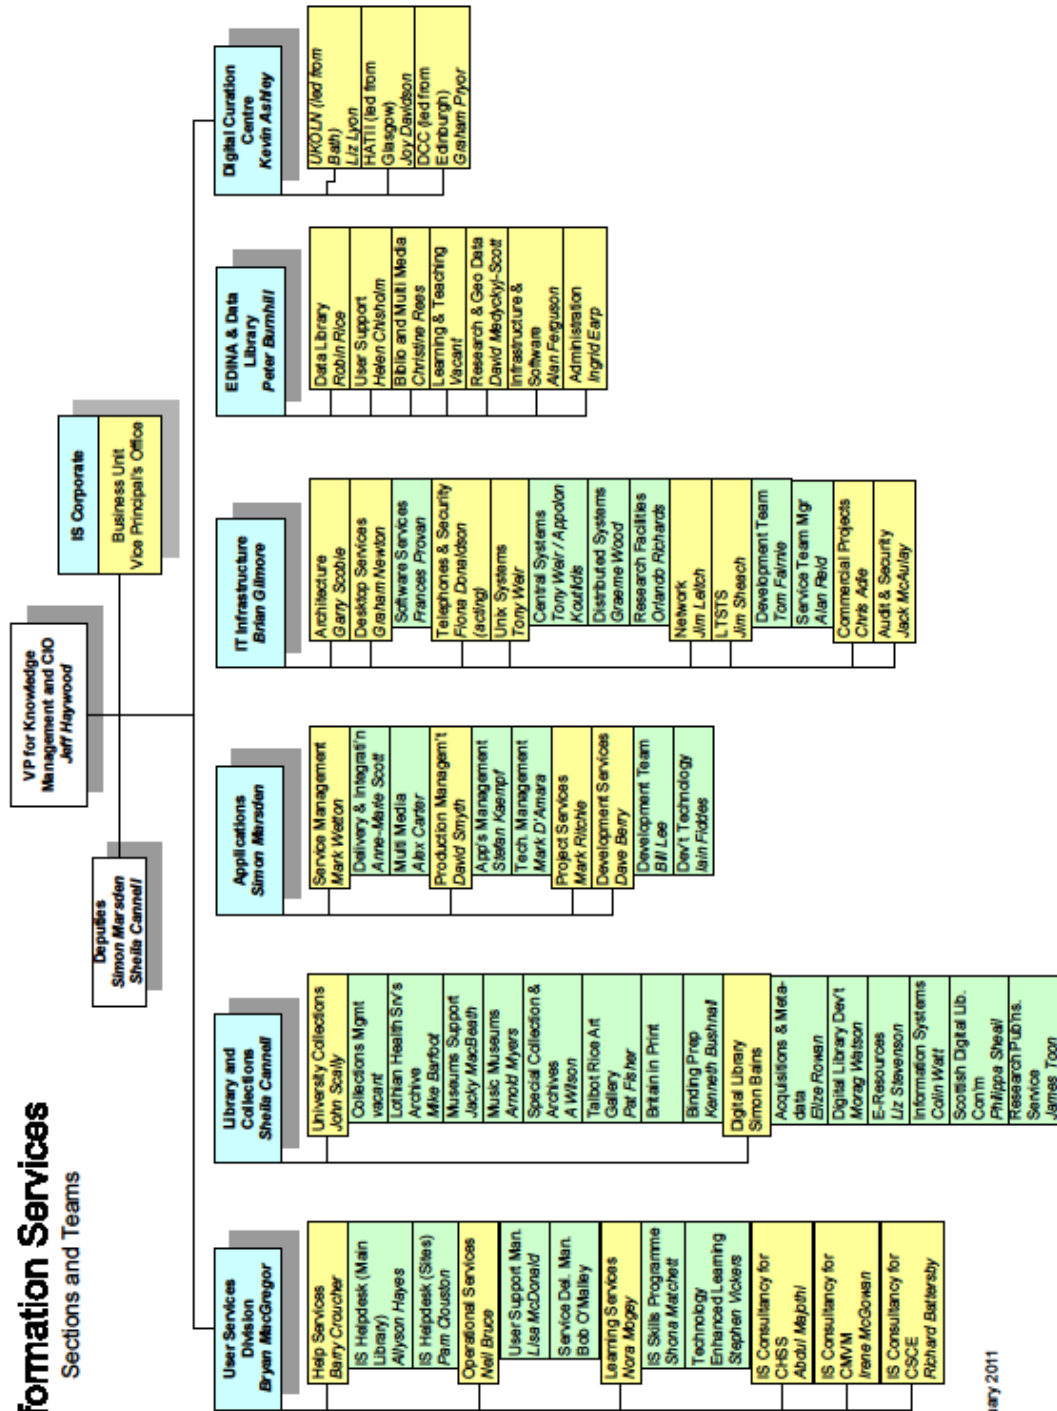 formation Services
Sections and Teams
VP for Knowledge
Management and CIO
Jeff Haywood
Deputies
Simon Marsden
Sheila Cannell
IS Corporate
Business Unit
Vice Principal's Office
User Services
Division
Bryan MacGregor
Help Services
Barry Croucher
IS Helpdesk (Main
Library)
Allyson Hayes
IS Helpdesk (Sites)
Pam Clouston
Operational Services
Neil Bruce
User Support Man.
Lisa McDonald
Service Del. Man.
Bob O'Malley
Learning Services
Nora Mogey
IS Skills Programme
Shona Matchett
Technology
Enhanced Learning
Stephen Vickers
IS Consultancy for
CHSS
Abdul Majothi
IS Consultancy for
CMVM
Irene McGowan
IS Consultancy for
CSCE
Richard Battersby
Library and
Collections
Sheila Cannell
University Collections
John Scally
Collections Mgmt
vacant
Lothian Health Srv's
Archive
Mike Barfoot
Museums Support
Jacky MacBeath
Music Museums
Arnold Myers
Special Collection &
Archives
A Wilson
Talbot Rice Art
Gallery
Pat Fisher
Britain in Print
Binding Prep
Kenneth Bushnall
Digital Library
Simon Bains
Acquisitions & Meta-
data
Elize Rowan
Digital Library Dev't
Morag Watson
E-Resources
Liz Stevenson
Information Systems
Colin Watt
Scottish Digital Lib.
Con'm
Philippa Sheail
Research Pub'ns.
Service
James Toon
Applications
Simon Marsden
Service Management
Mark Wetton
Delivery & Integrati'n
Anne-Marie Scott
Multi Media
Alex Carter
Production Managem't
David Smyth
App's Management
Stefan Kaempf
Tech Management
Mark D'Amara
Project Services
Mark Ritchie
Development Services
Dave Berry
Development Team
Bill Lee
Dev't Technology
Iain Fiddes
IT Infrastructure
Brian Gilmore
Architecture
Garry Scobie
Desktop Services
Graham Newton
Software Services
Frances Provan
Telephones & Security
Fiona Donaldson
(acting)
Unix Systems
Tony Weir
Central Systems
Tony Weir / Appolon
Koutlidis
Distributed Systems
Graeme Wood
Research Facilities
Orlando Richards
Network
Jim Leitch
LTSTS
Jim Sheach
Development Team
Tom Fairnie
Service Team Mgr
Alan Reid
Commercial Projects
Chris Adie
Audit & Security
Jack McAulay
EDINA & Data
Library
Peter Burnhill
Data Library
Robin Rice
User Support
Helen Chisholm
Biblio and Multi Media
Christine Rees
Learning & Teaching
Vacant
Research & Geo Data
David Medyckyj-Scott
Infrastructure &
Software
Alan Ferguson
Administration
Ingrid Earp
Digital Curation
Centre
Kevin Ashley
UKOLN (led from
Bath)
Liz Lyon
HATII (led from
Glasgow)
Joy Davidson
DCC (led from
Edinburgh)
Graham Pryor
ary 2011